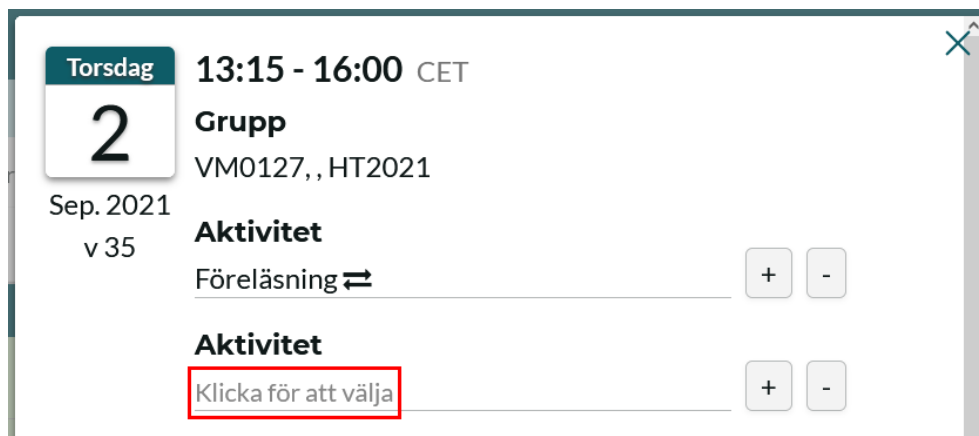 Torsdag
2
Sep. 2021
v 35
13:15 - 16:00 CET
Grupp
VM0127, , HT2021
Aktivitet
Föreläsning
+ -
Aktivitet
Klicka för att välja
+ -